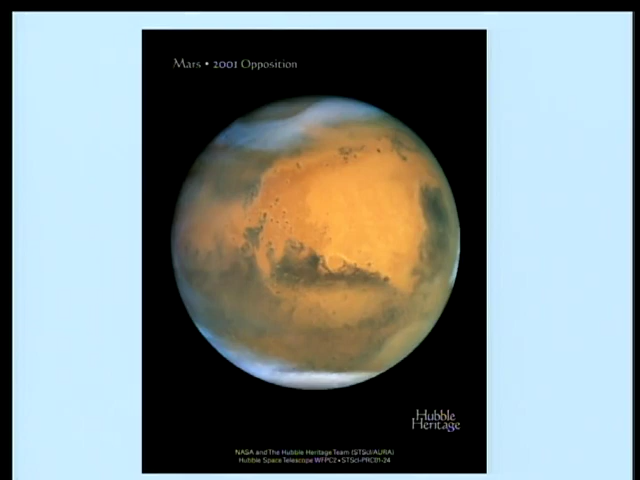 Mars • 2001 Opposition
Hubble
Heritage
NASA and The Hubble Heritage Team (STScI/AURA)
Hubble Space Telescope WFPC2 • STScI-PRC01-24